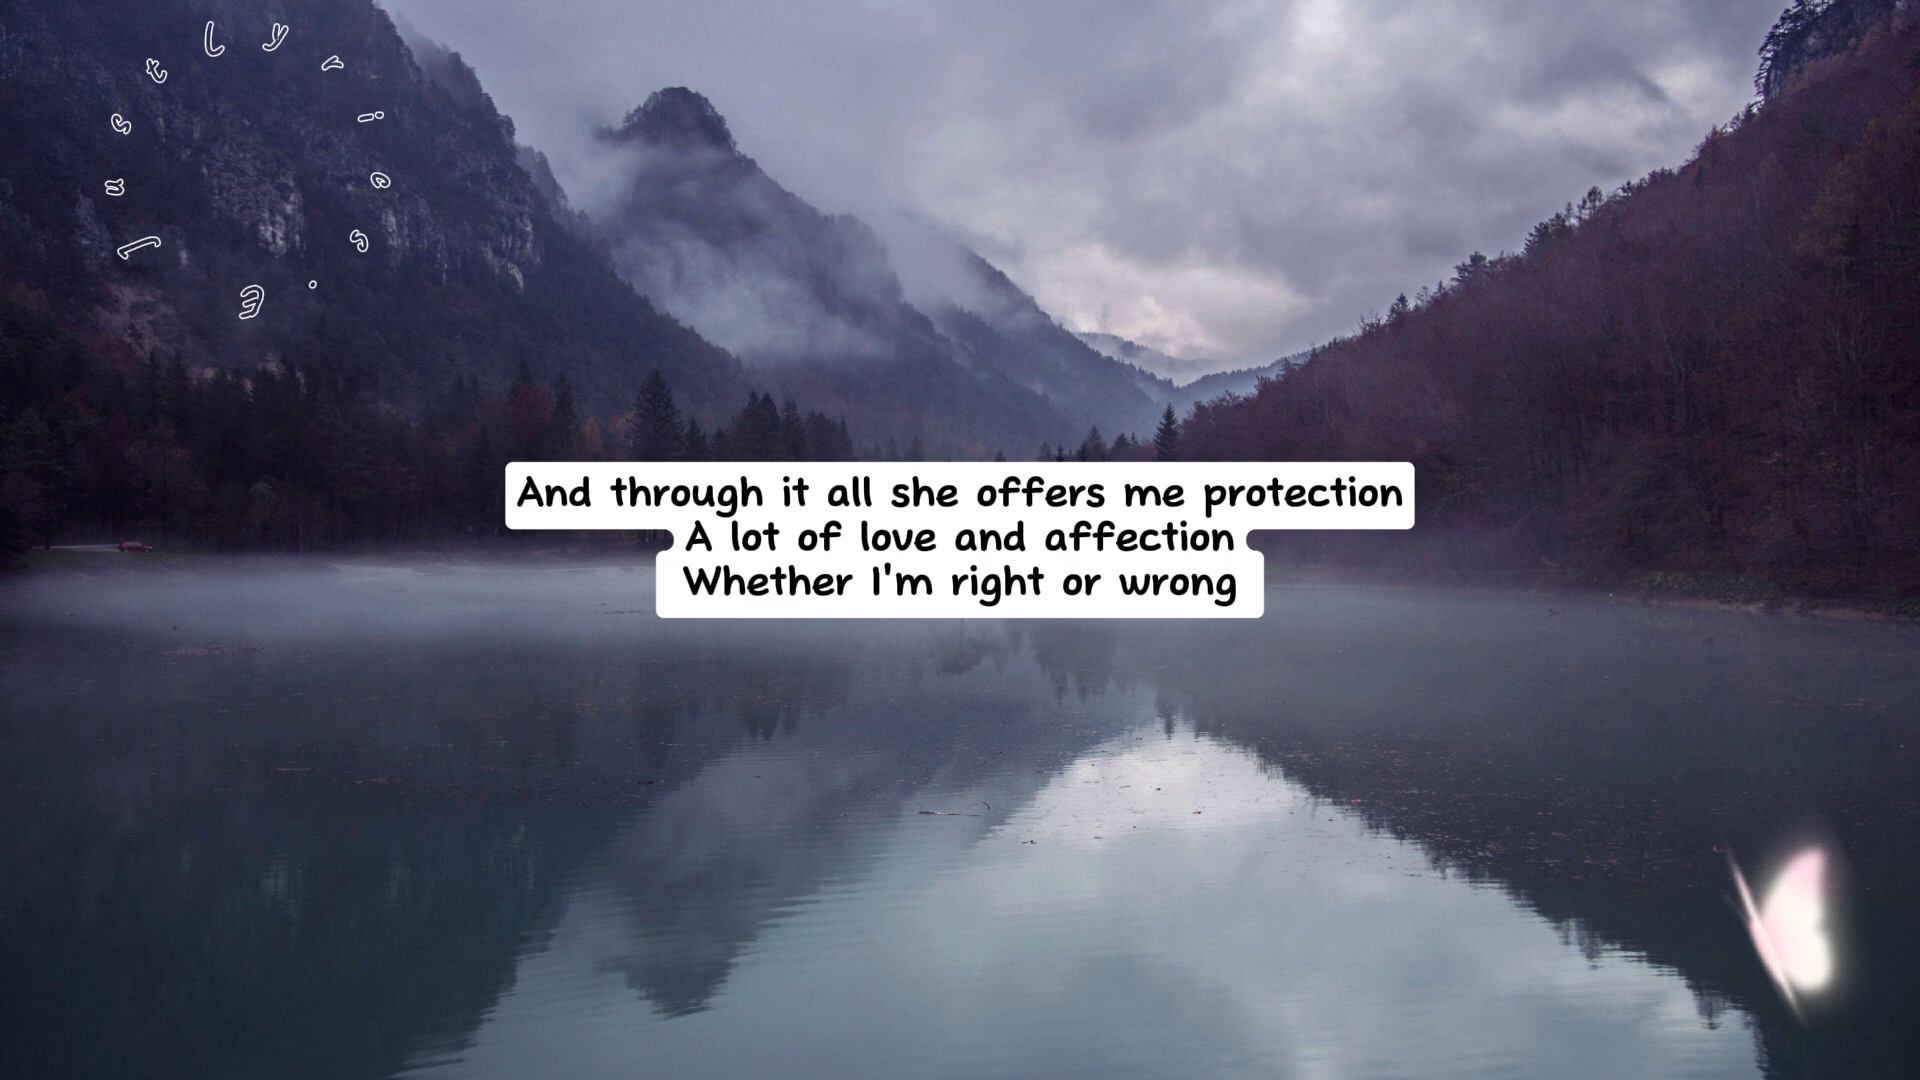 And through it all she offers me protection
A lot of love and affection
Whether I'm right or wrong